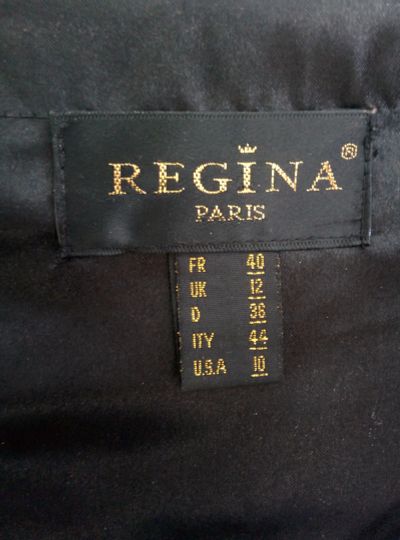 REGINA®
PARIS
FR 40
UK 12
D 38
ITY 44
U.S.A 10